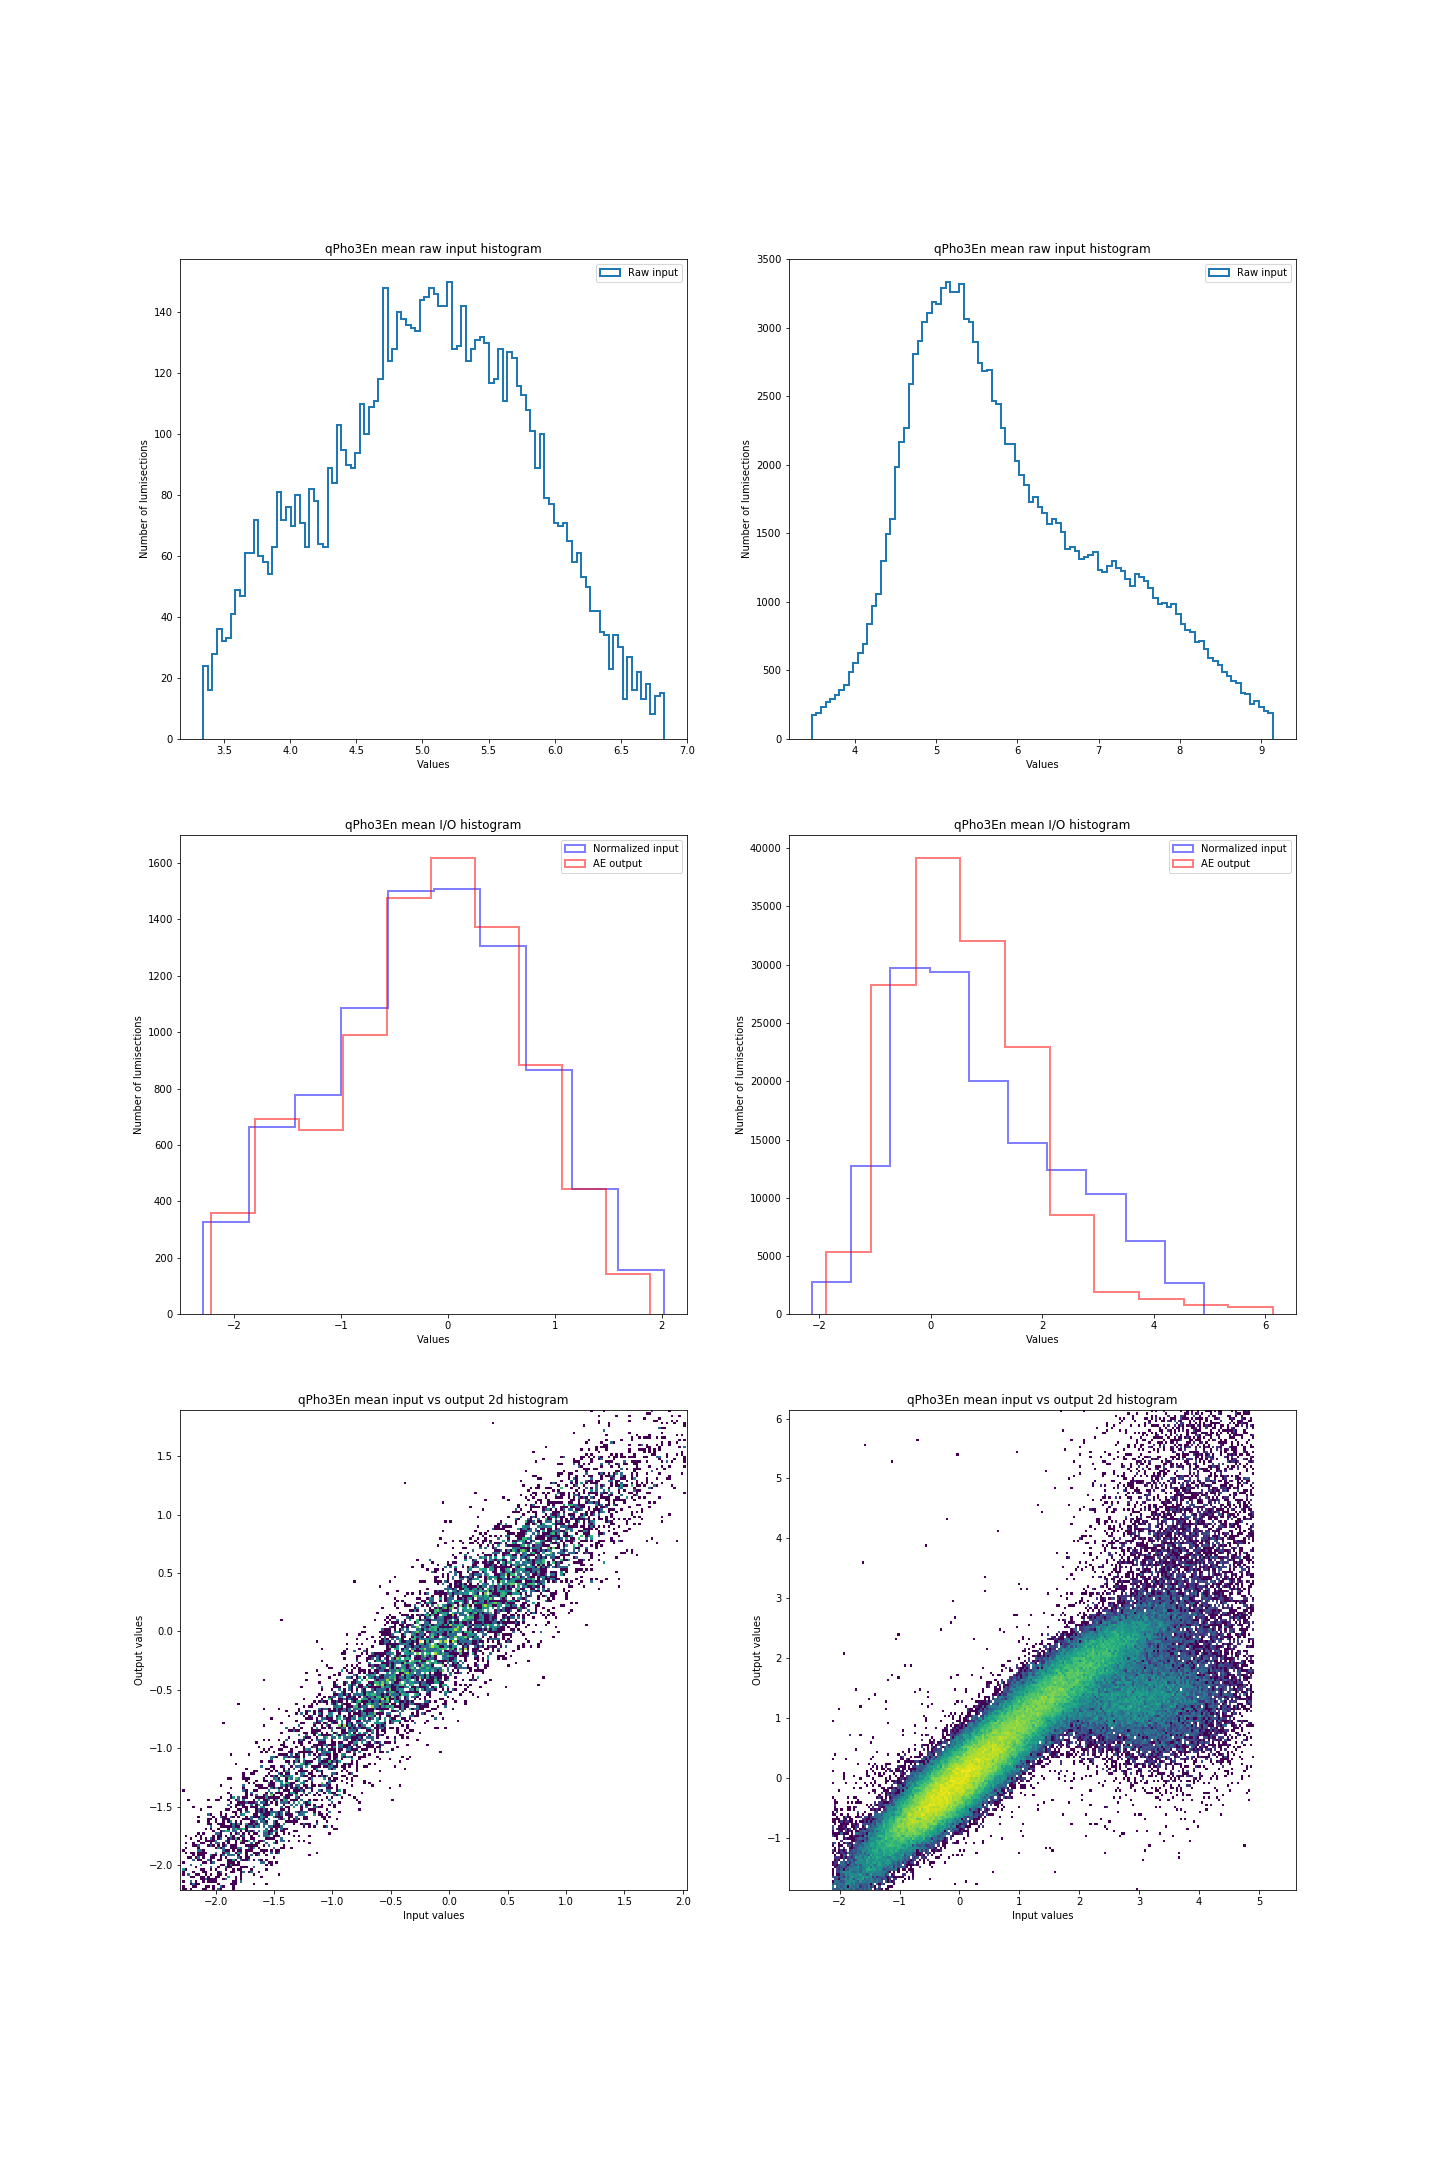 qPho3En mean raw input histogram
Raw input
140
120
100
80
60
40
20
0
Number of lumisections
3.5 4.0 4.5 5.0 5.5 6.0 6.5 7.0
Values
qPho3En mean raw input histogram
Raw input
3500
3000
2500
2000
1500
1000
500
0
Number of lumisections
4 5 6 7 8 9
Values
qPho3En mean I/O histogram
Normalized input
AE output
1600
1400
1200
1000
800
600
400
200
0
Number of lumisections
−2 −1 0 1 2
Values
qPho3En mean I/O histogram
Normalized input
AE output
40000
35000
30000
25000
20000
15000
10000
5000
0
Number of lumisections
−2 0 2 4 6
Values
qPho3En mean input vs output 2d histogram
1.5
1.0
0.5
0.0
−0.5
−1.0
−1.5
−2.0
Output values
−2.0 −1.5 −1.0 −0.5 0.0 0.5 1.0 1.5 2.0
Input values
qPho3En mean input vs output 2d histogram
6
5
4
3
2
1
0
−1
Output values
−2 −1 0 1 2 3 4 5
Input values